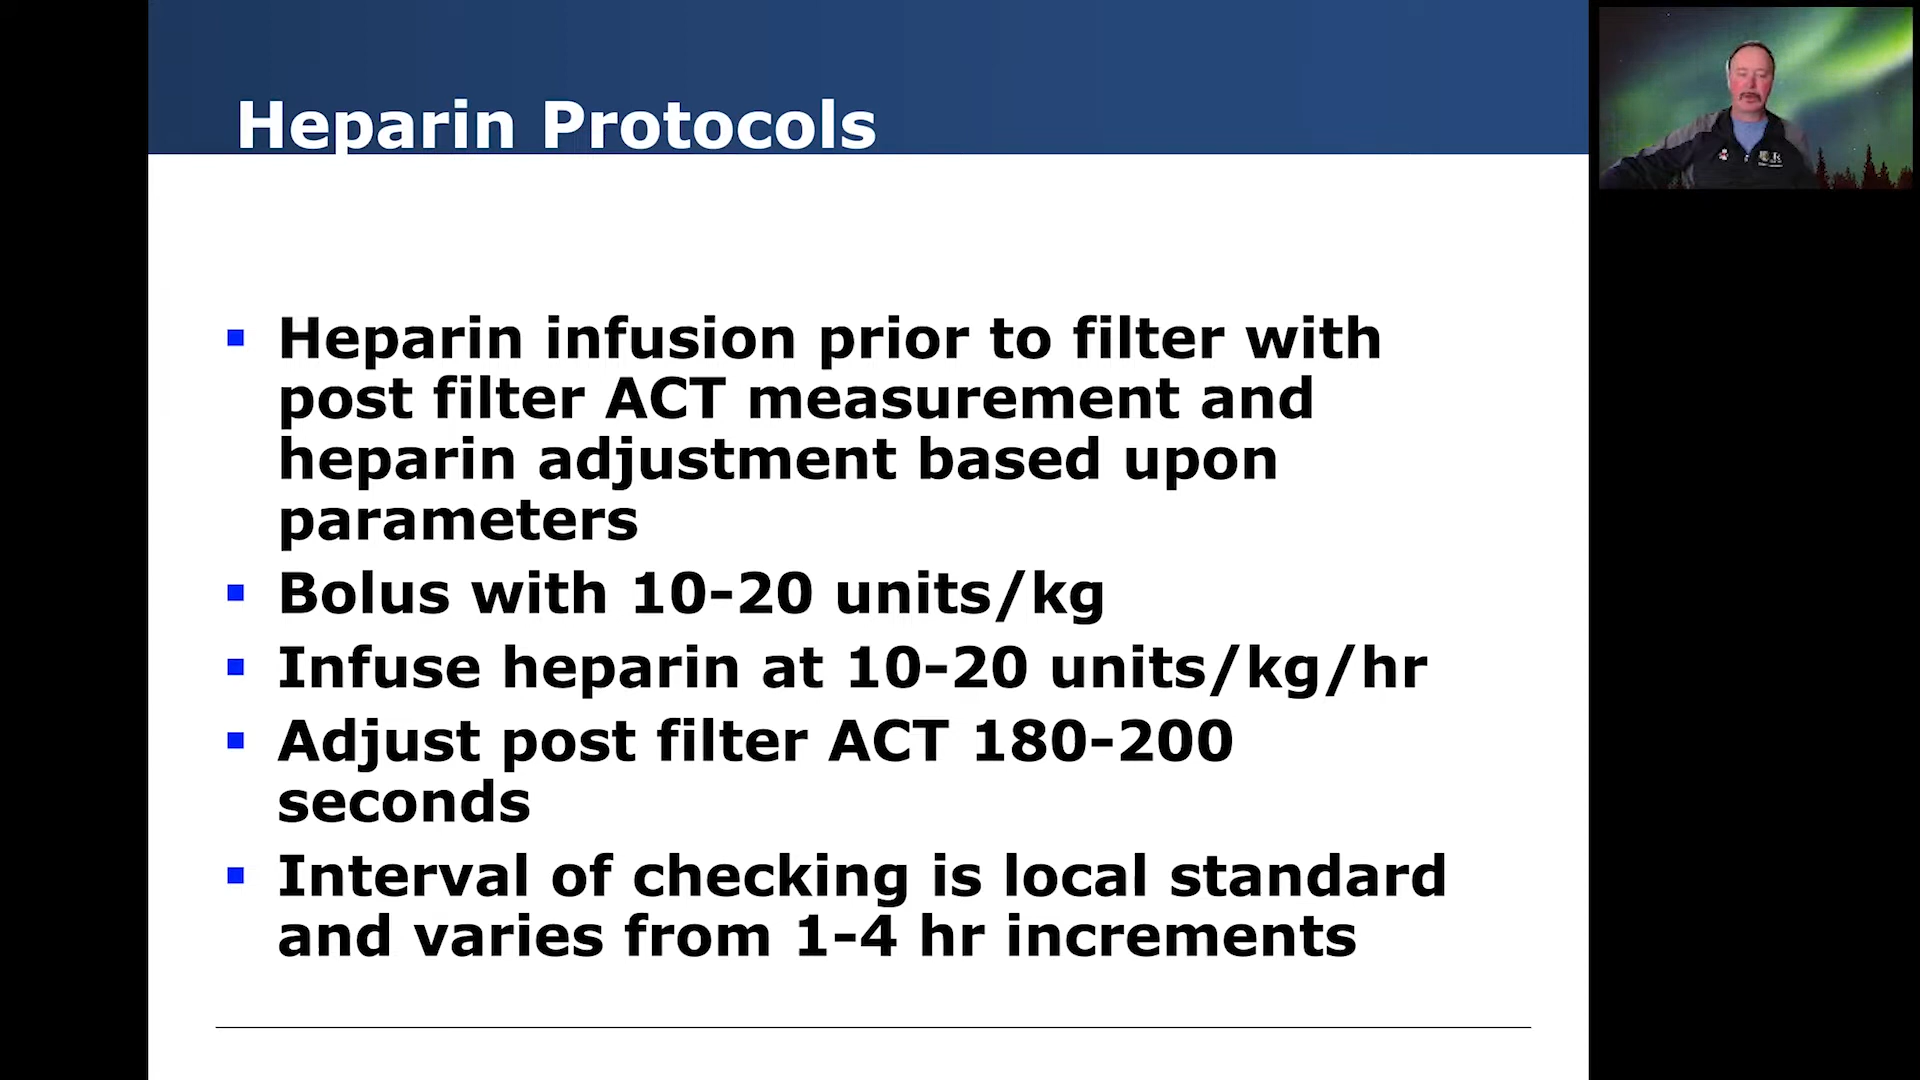 Heparin Protocols
Heparin infusion prior to filter with
post filter ACT measurement and
heparin adjustment based upon
parameters
Bolus with 10-20 units/kg
Infuse heparin at 10-20 units/kg/hr
Adjust post filter ACT 180-200
seconds
Interval of checking is local standard
and varies from 1-4 hr increments